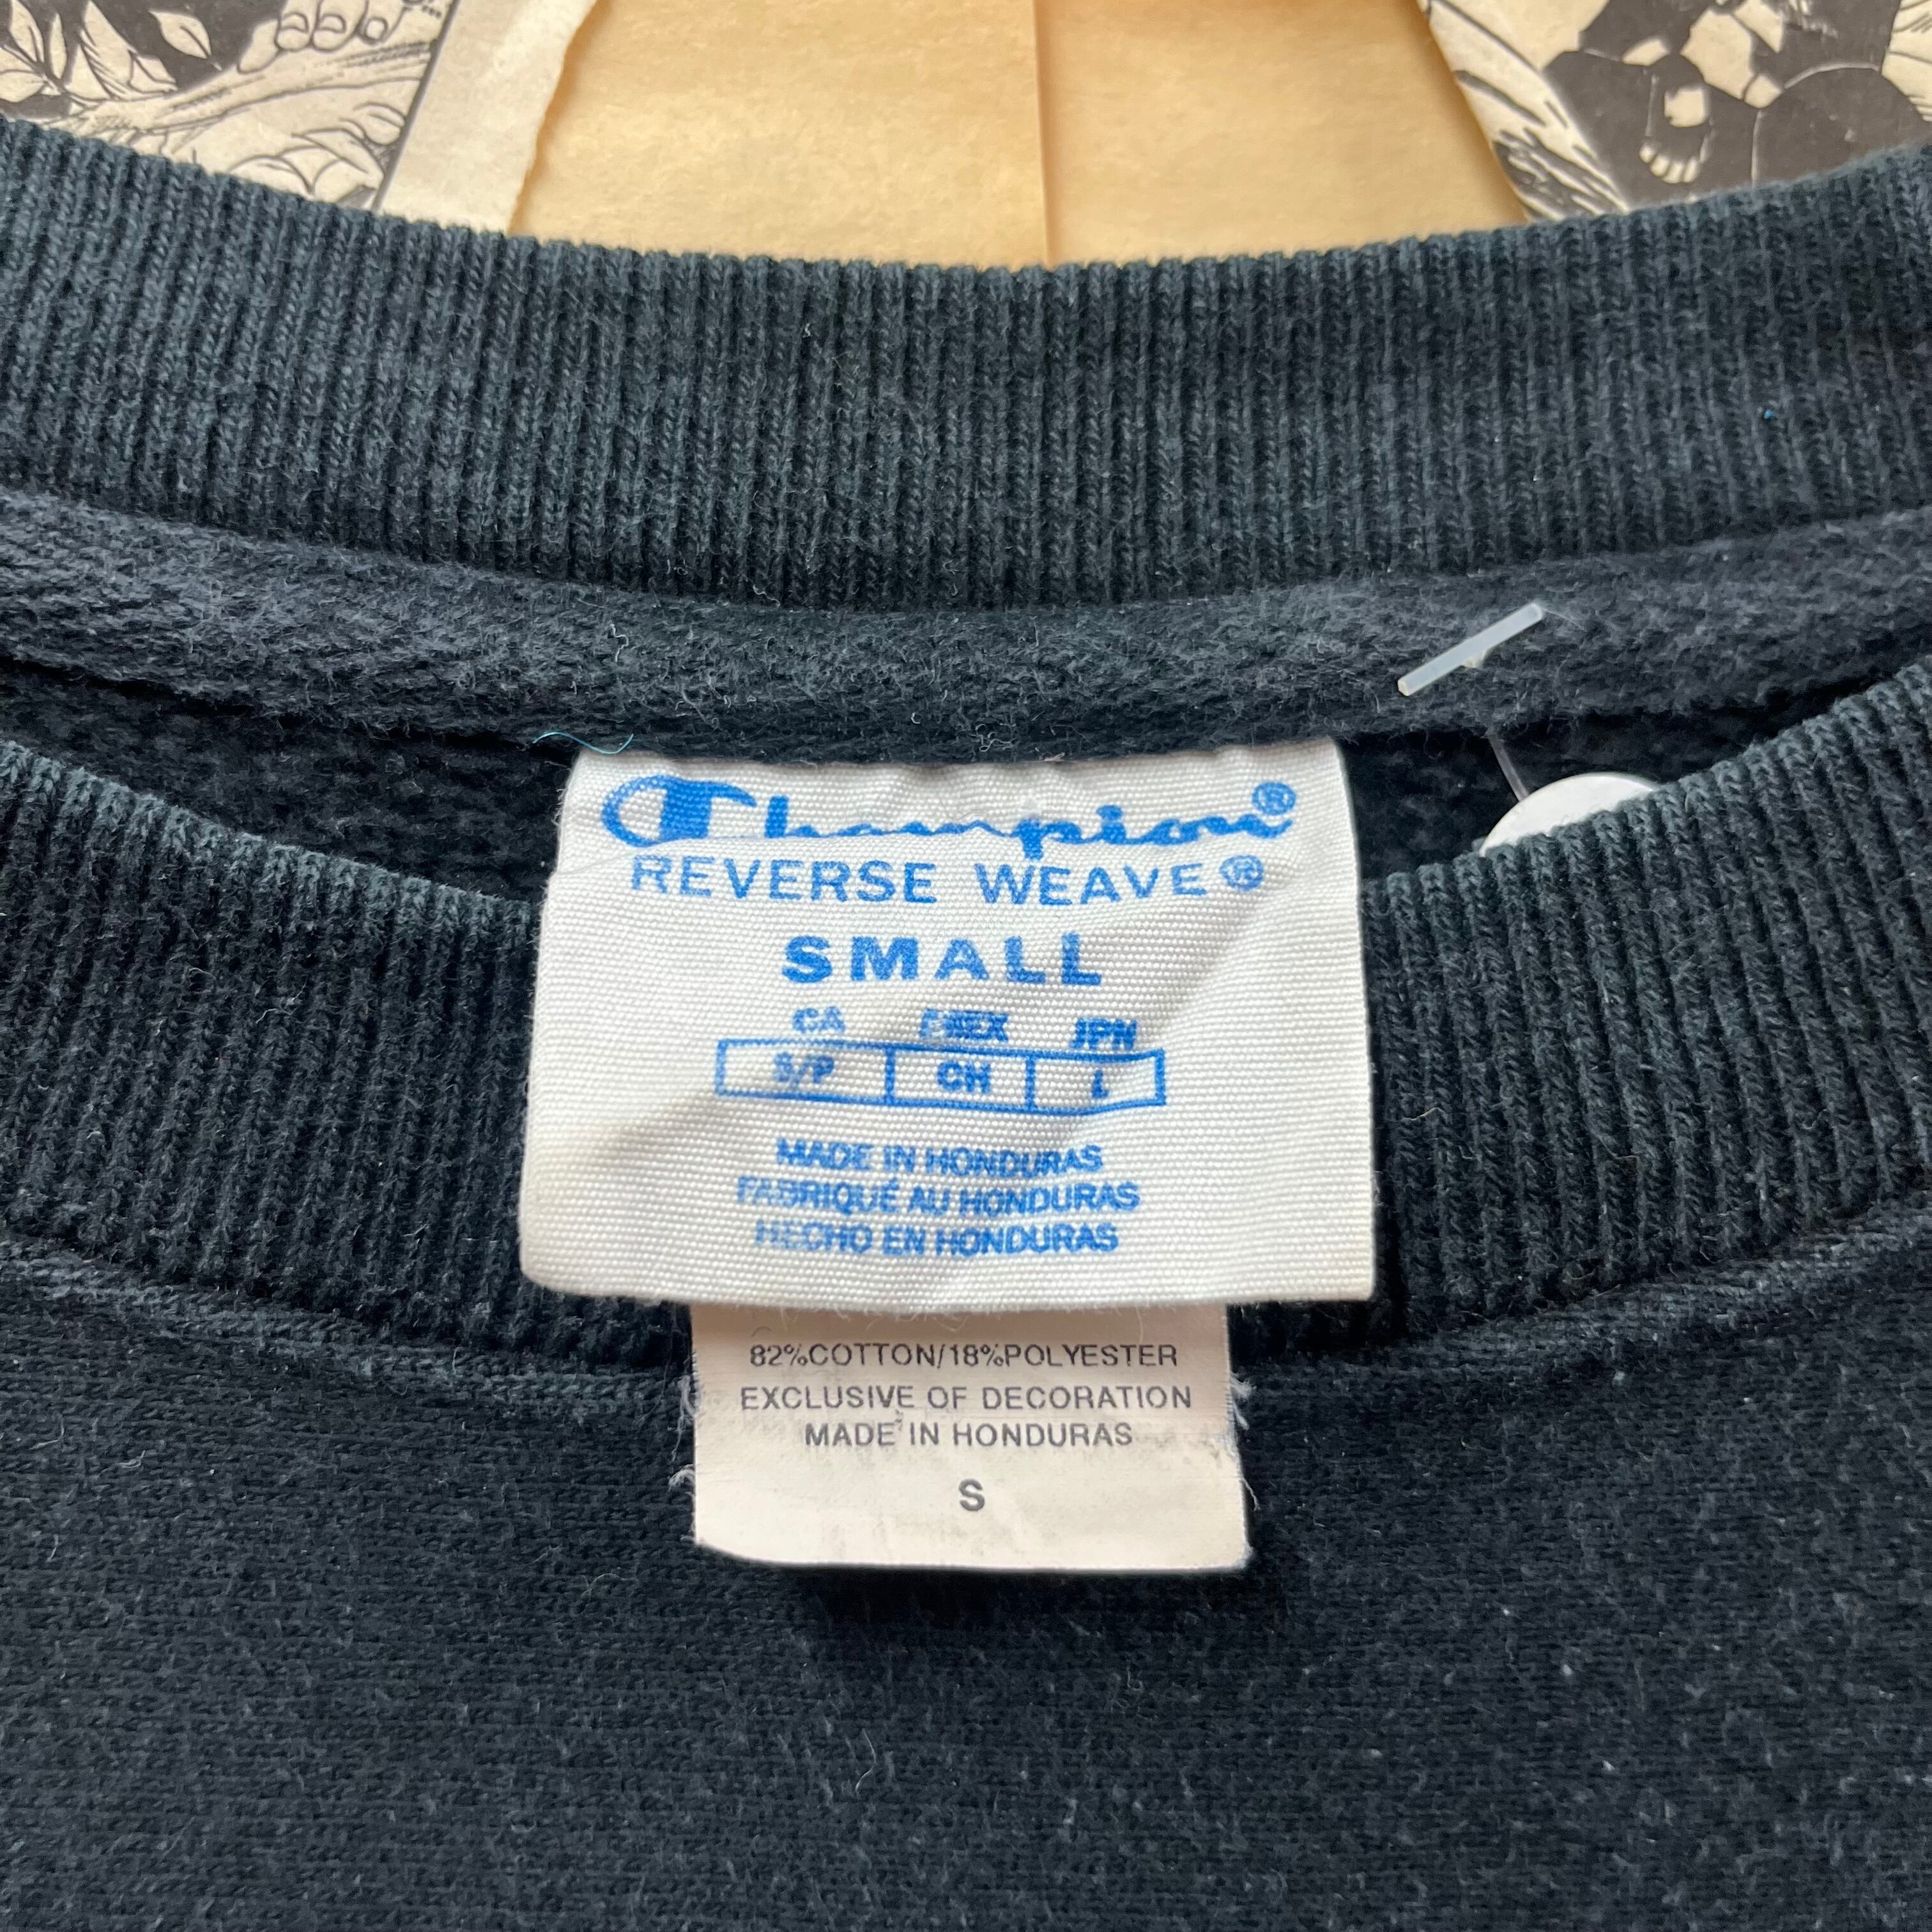 Champion®
REVERSE WEAVE®
SMALL
CA MEX JPN
S/P CH L
MADE IN HONDURAS
FABRIQUÉ AU HONDURAS
HECHO EN HONDURAS
82%COTTON/18%POLYESTER
EXCLUSIVE OF DECORATION
MADE IN HONDURAS
S